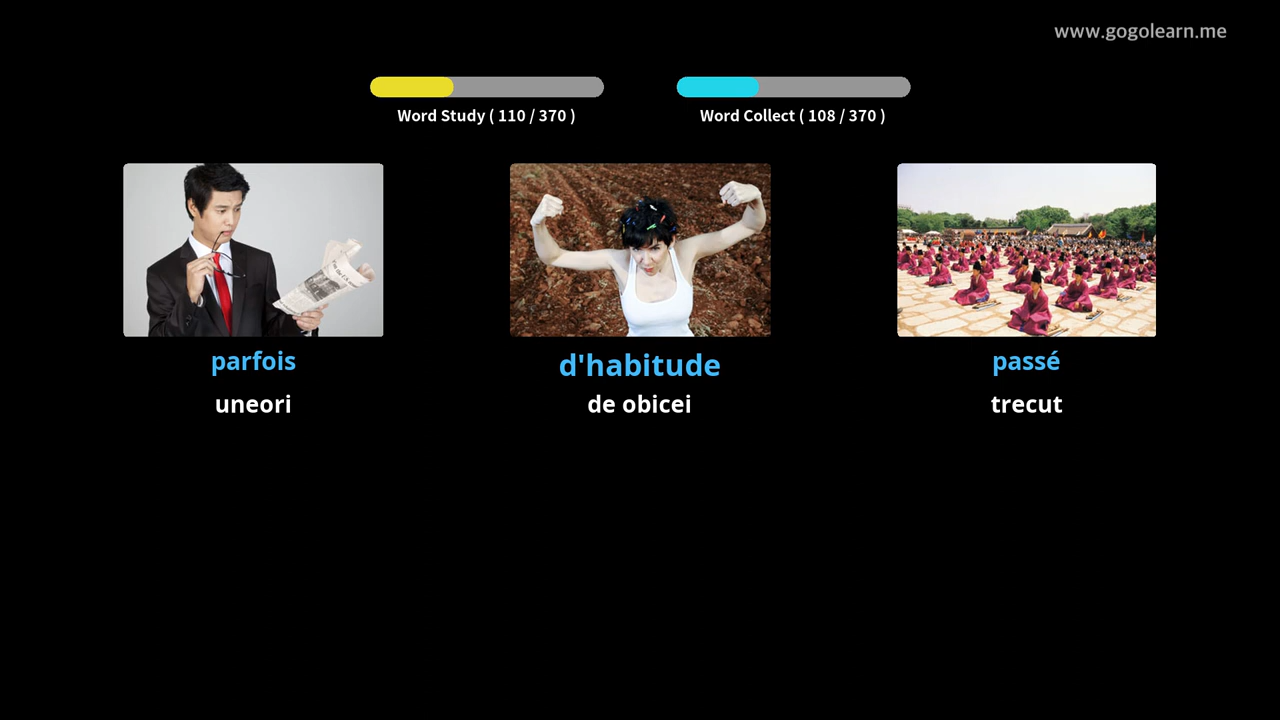 www.gogolearn.me
Word Study ( 110 / 370 )
Word Collect ( 108 / 370 )
parfois
d'habitude
passé
uneori
de obicei
trecut